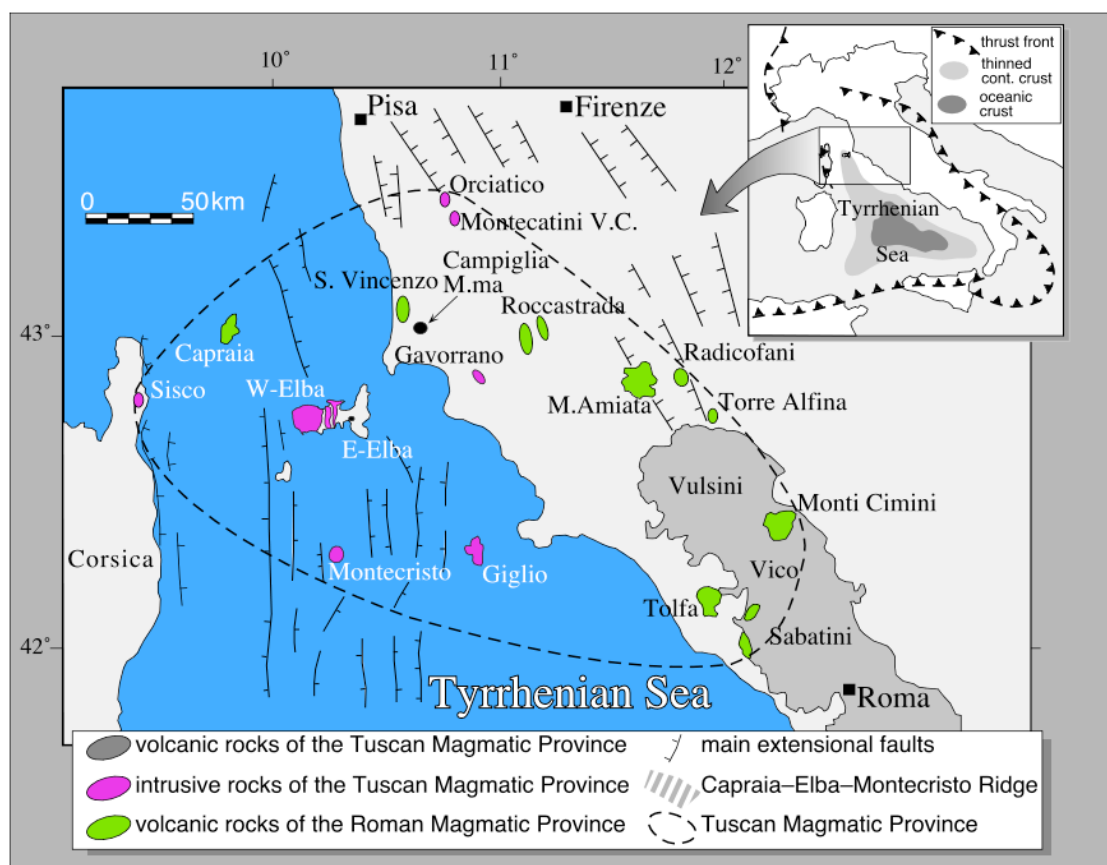 10°
11°
12°
Pisa
Firenze
thrust front
thinned
cont. crust
oceanic
crust
Tyrrhenian
Sea
0
50km
Orciatico
Montecatini V.C.
Campiglia
M.ma
S. Vincenzo
Roccastrada
43°
Capraia
Gavorrano
Radicofani
Sisco
W-Elba
M.Amiata
Torre Alfina
E-Elba
Vulsini
Monti Cimini
Corsica
Montecristo
Giglio
Vico
Tolfa
Sabatini
42°
Tyrrhenian Sea
Roma
volcanic rocks of the Tuscan Magmatic Province
main extensional faults
intrusive rocks of the Tuscan Magmatic Province
Capraia–Elba–Montecristo Ridge
volcanic rocks of the Roman Magmatic Province
Tuscan Magmatic Province